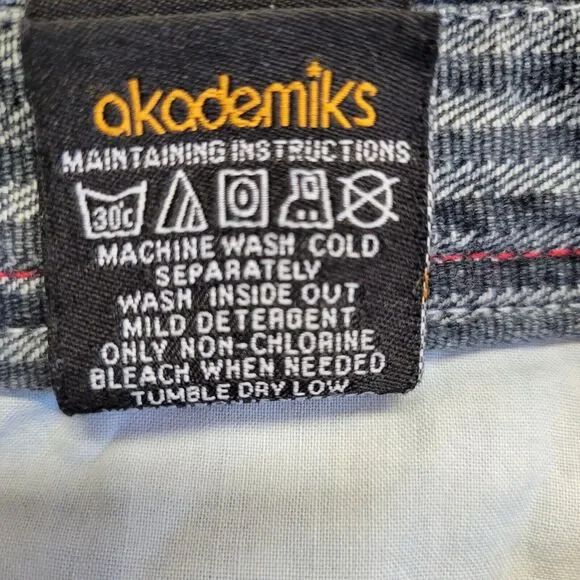 akademiks
MAINTAINING INSTRUCTIONS
30°C
MACHINE WASH COLD
SEPARATELY
WASH INSIDE OUT
MILD DETERGENT
ONLY NON-CHLORINE
BLEACH WHEN NEEDED
TUMBLE DRY LOW